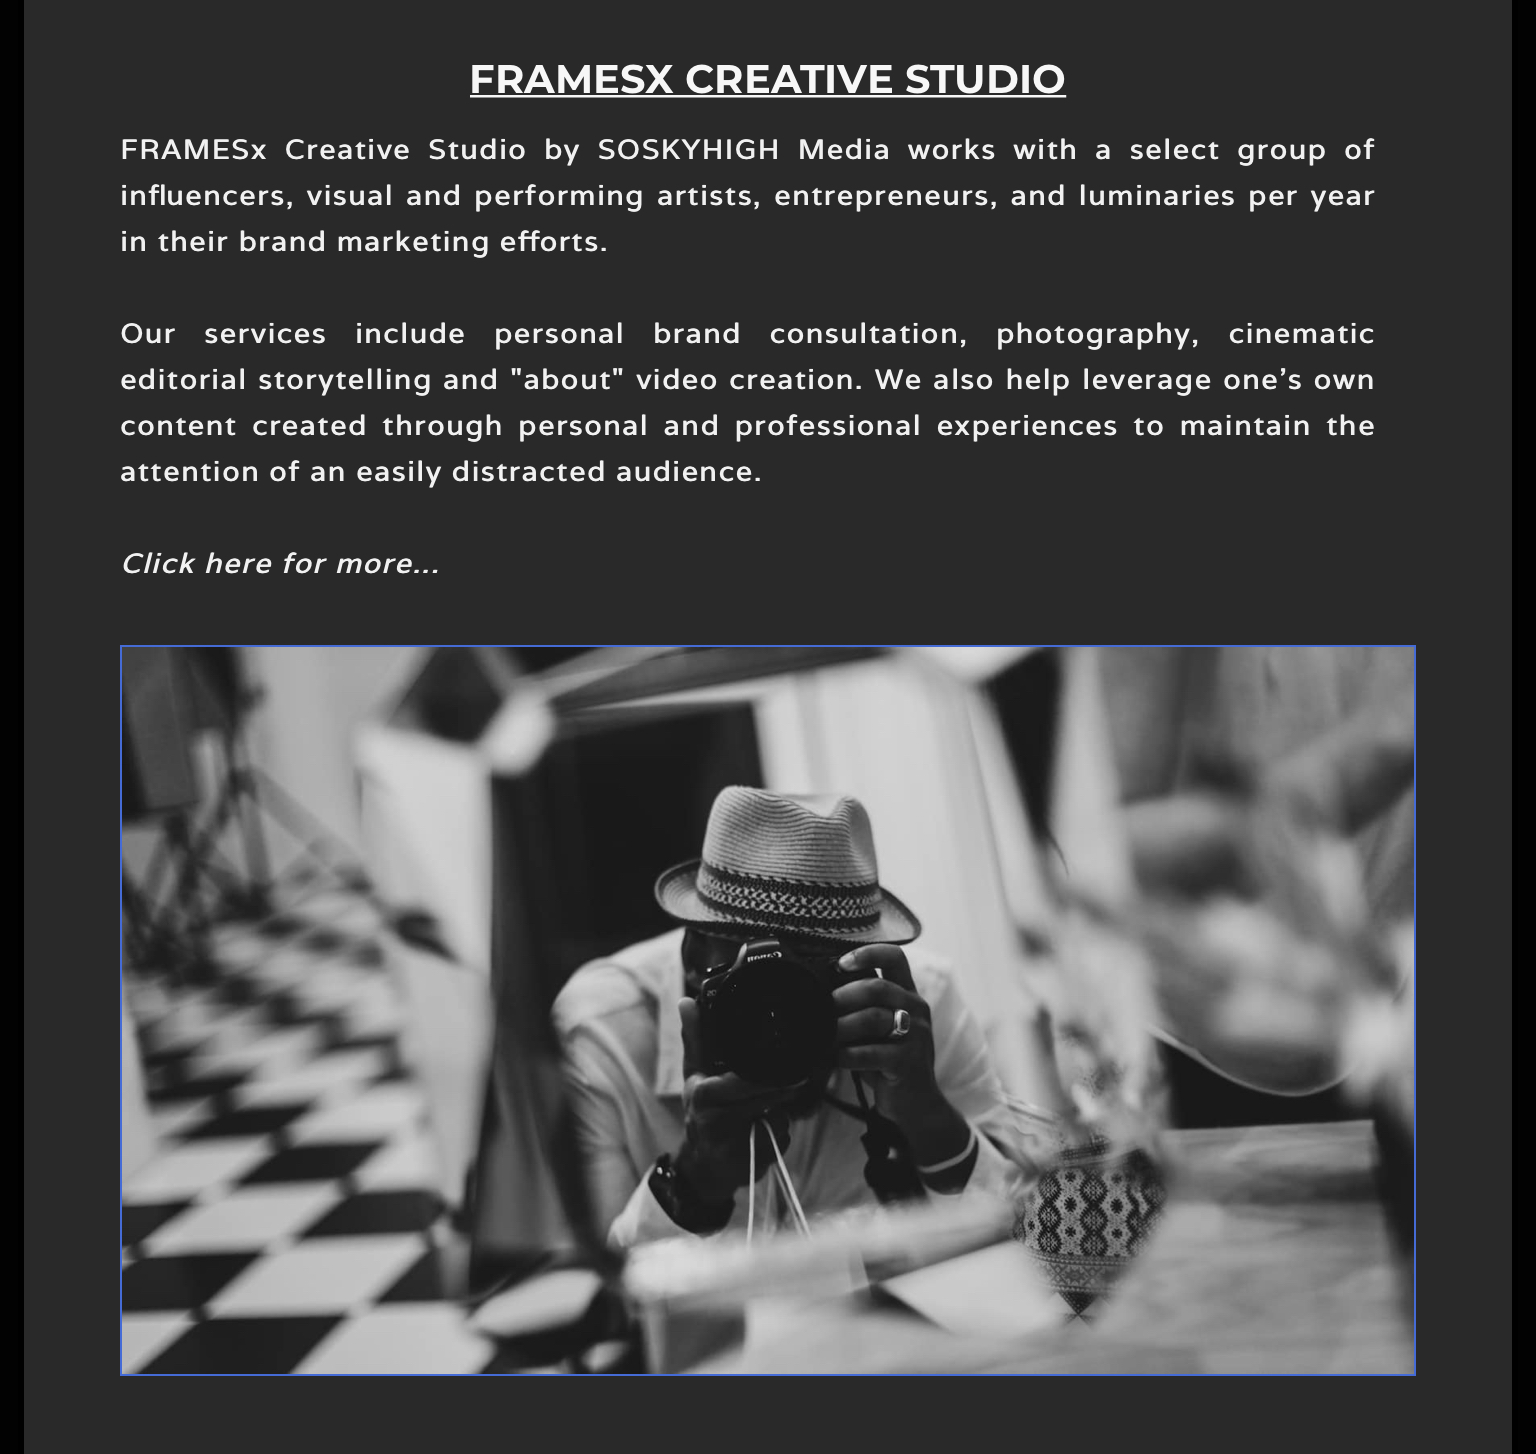 FRAMESX CREATIVE STUDIO
FRAMESx Creative Studio by SOSKYHIGH Media works with a select group of
influencers, visual and performing artists, entrepreneurs, and luminaries per year
in their brand marketing efforts.
Our services include personal brand consultation, photography, cinematic
editorial storytelling and "about" video creation. We also help leverage one's own
content created through personal and professional experiences to maintain the
attention of an easily distracted audience.
Click here for more...
Canon